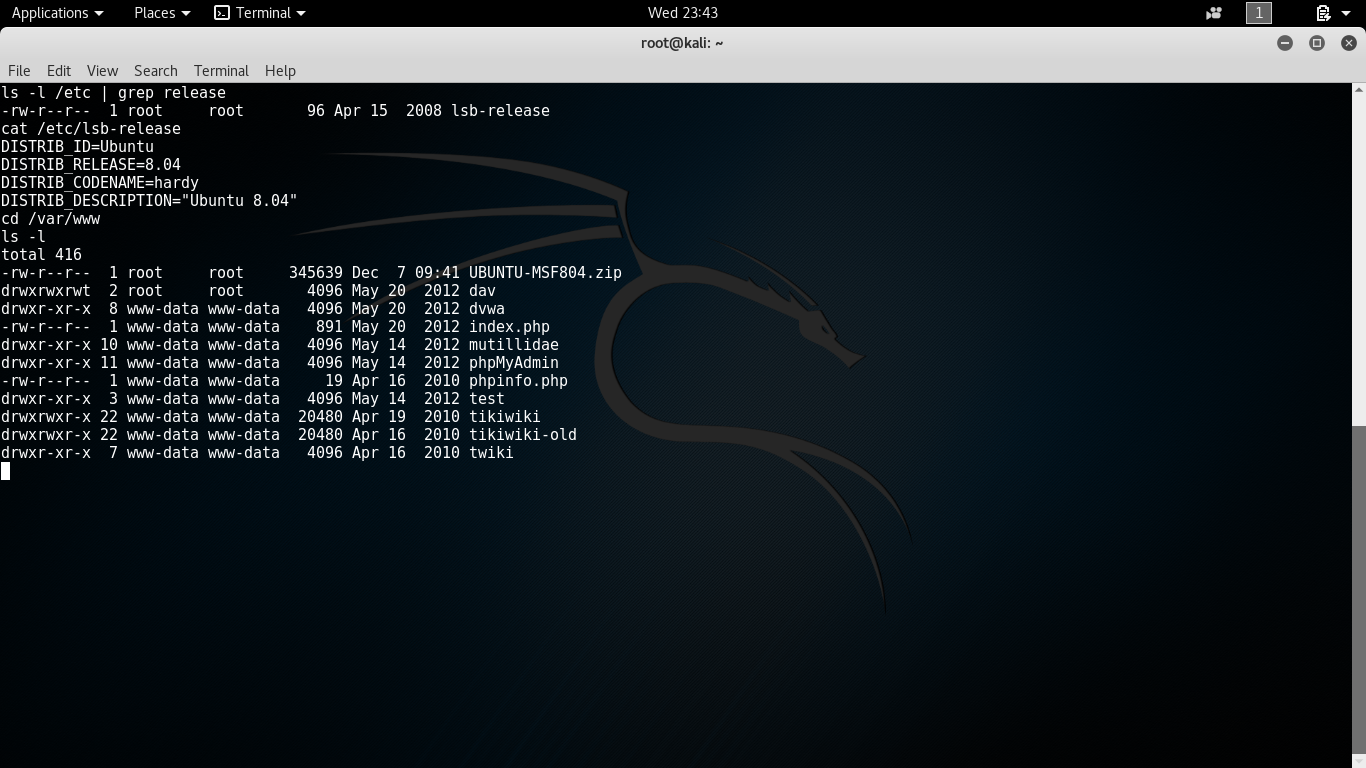 Applications Places Terminal Wed 23:43 1
root@kali: ~
File Edit View Search Terminal Help
ls -l /etc | grep release
-rw-r--r--  1 root     root       96 Apr 15  2008 lsb-release
cat /etc/lsb-release
DISTRIB_ID=Ubuntu
DISTRIB_RELEASE=8.04
DISTRIB_CODENAME=hardy
DISTRIB_DESCRIPTION="Ubuntu 8.04"
cd /var/www
ls -l
total 416
-rw-r--r--  1 root     root     345639 Dec  7 09:41 UBUNTU-MSF804.zip
drwxrwxrwt  2 root     root       4096 May 20  2012 dav
drwxr-xr-x  8 www-data www-data   4096 May 20  2012 dvwa
-rw-r--r--  1 www-data www-data    891 May 20  2012 index.php
drwxr-xr-x 10 www-data www-data   4096 May 14  2012 mutillidae
drwxr-xr-x 11 www-data www-data   4096 May 14  2012 phpMyAdmin
-rw-r--r--  1 www-data www-data     19 Apr 16  2010 phpinfo.php
drwxr-xr-x  3 www-data www-data   4096 May 14  2012 test
drwxrwxr-x 22 www-data www-data  20480 Apr 19  2010 tikiwiki
drwxrwxr-x 22 www-data www-data  20480 Apr 16  2010 tikiwiki-old
drwxr-xr-x  7 www-data www-data   4096 Apr 16  2010 twiki